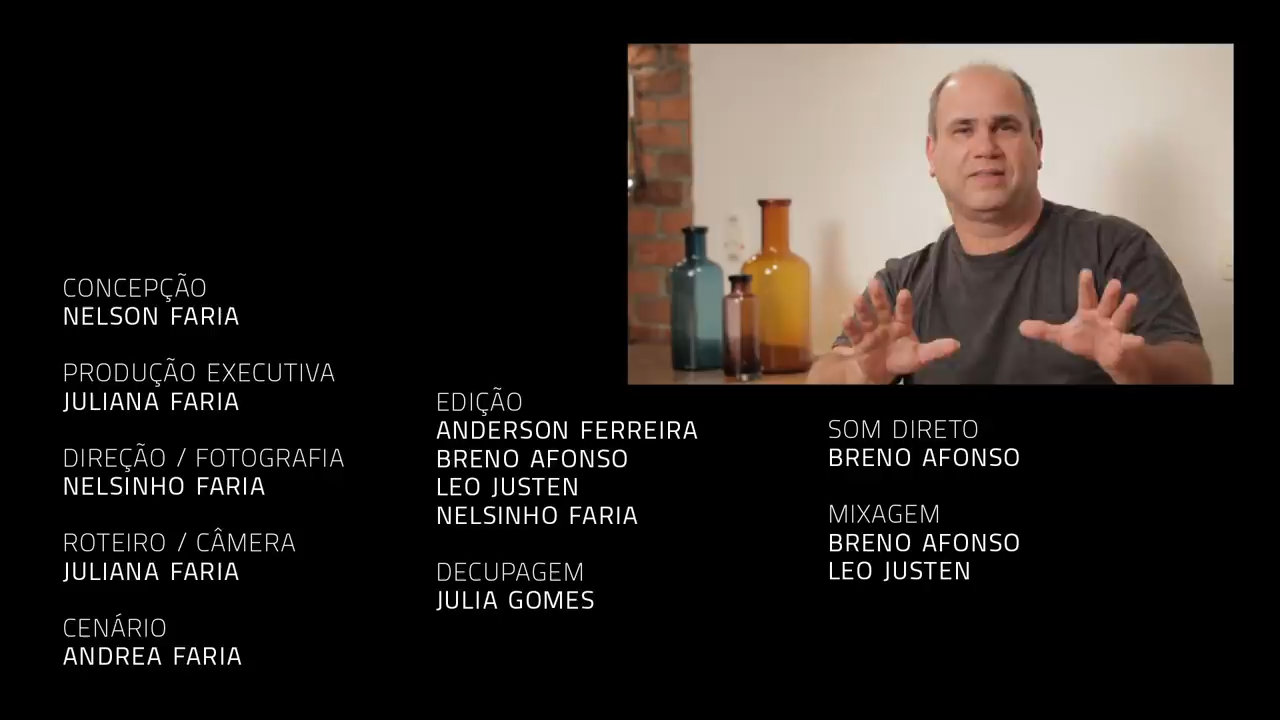 CONCEPÇÃO
NELSON FARIA
PRODUÇÃO EXECUTIVA
JULIANA FARIA
DIREÇÃO / FOTOGRAFIA
NELSINHO FARIA
ROTEIRO / CÂMERA
JULIANA FARIA
CENÁRIO
ANDREA FARIA
EDIÇÃO
ANDERSON FERREIRA
BRENO AFONSO
LEO JUSTEN
NELSINHO FARIA
DECUPAGEM
JULIA GOMES
SOM DIRETO
BRENO AFONSO
MIXAGEM
BRENO AFONSO
LEO JUSTEN